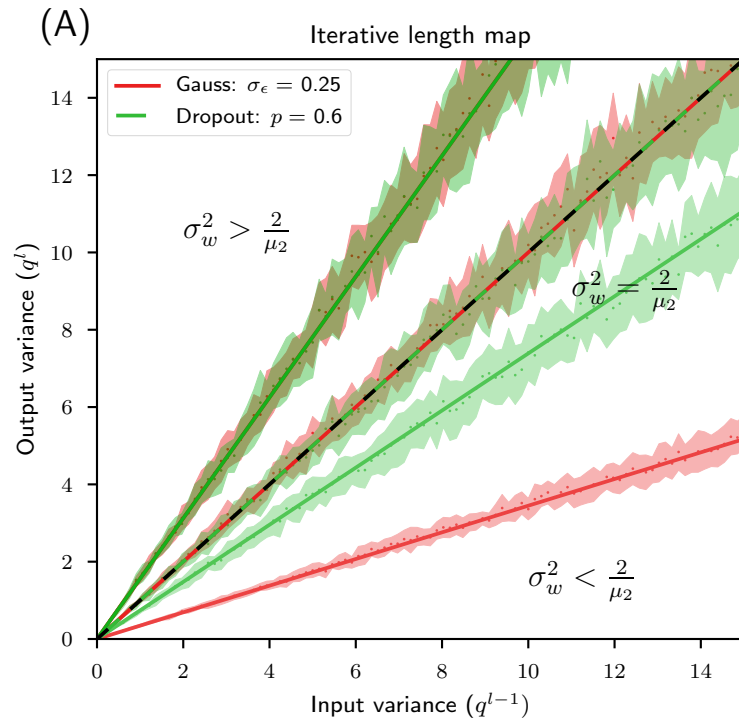 (A)
Iterative length map
Gauss: σ_ϵ = 0.25
Dropout: p = 0.6
σ_w^2 > 2/μ_2
σ_w^2 = 2/μ_2
σ_w^2 < 2/μ_2
Output variance (q^l)
14
12
10
8
6
4
2
0
0 2 4 6 8 10 12 14
Input variance (q^{l−1})